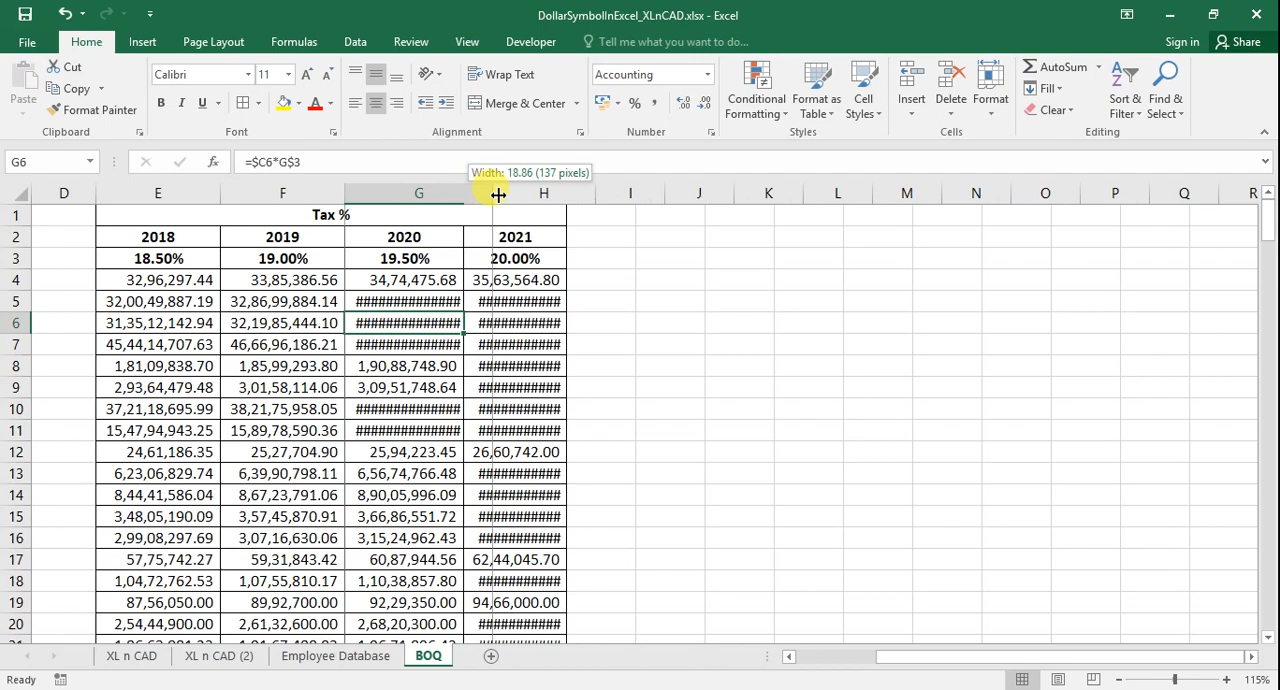 DollarSymbolInExcel_XLnCAD.xlsx - Excel
File Home Insert Page Layout Formulas Data Review View Developer Tell me what you want to do... Sign in Share
Paste Cut Copy Format Painter Clipboard
Calibri 11 B I U A Font
Wrap Text Merge & Center Alignment
Accounting % , Number
Conditional Formatting Format as Table Cell Styles Styles
Insert Delete Format Cells
AutoSum Fill Clear Sort & Filter Find & Select Editing
G6 fx =$C6*G$3
Width: 18.86 (137 pixels)
D E F G H I J K L M N O P Q R
1 Tax %
2 2018 2019 2020 2021
3 18.50% 19.00% 19.50% 20.00%
4 32,96,297.44 33,85,386.56 34,74,475.68 35,63,564.80
5 32,00,49,887.19 32,86,99,884.14 ############## ###########
6 31,35,12,142.94 32,19,85,444.10 ############## ###########
7 45,44,14,707.63 46,66,96,186.21 ############## ###########
8 1,81,09,838.70 1,85,99,293.80 1,90,88,748.90 ###########
9 2,93,64,479.48 3,01,58,114.06 3,09,51,748.64 ###########
10 37,21,18,695.99 38,21,75,958.05 ############## ###########
11 15,47,94,943.25 15,89,78,590.36 ############## ###########
12 24,61,186.35 25,27,704.90 25,94,223.45 26,60,742.00
13 6,23,06,829.74 6,39,90,798.11 6,56,74,766.48 ###########
14 8,44,41,586.04 8,67,23,791.06 8,90,05,996.09 ###########
15 3,48,05,190.09 3,57,45,870.91 3,66,86,551.72 ###########
16 2,99,08,297.69 3,07,16,630.06 3,15,24,962.43 ###########
17 57,75,742.27 59,31,843.42 60,87,944.56 62,44,045.70
18 1,04,72,762.53 1,07,55,810.17 1,10,38,857.80 ###########
19 87,56,050.00 89,92,700.00 92,29,350.00 94,66,000.00
20 2,54,44,900.00 2,61,32,600.00 2,68,20,300.00 ###########
XL n CAD XL n CAD (2) Employee Database BOQ
Ready 115%